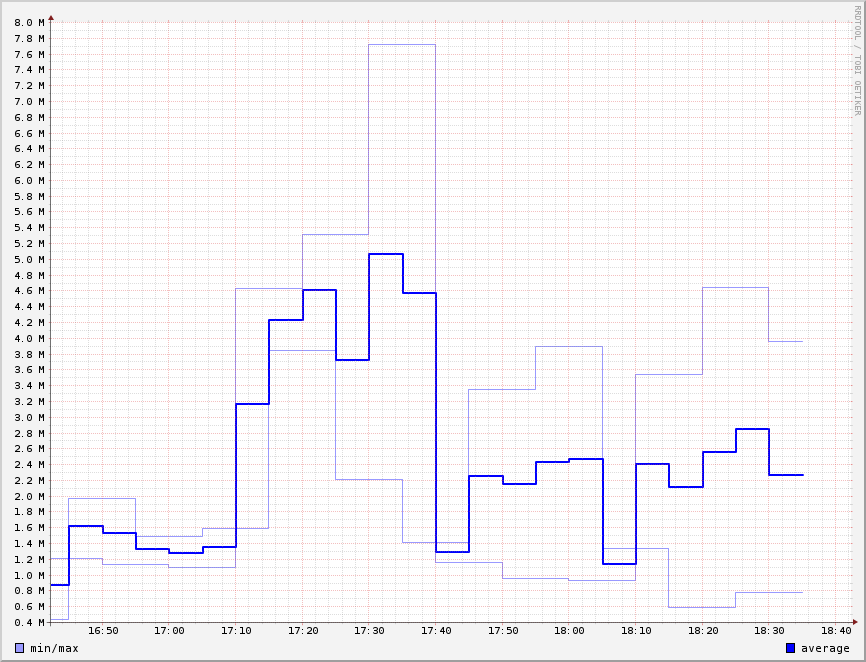 RRDTOOL / TOBI OETIKER
8.0 M
7.8 M
7.6 M
7.4 M
7.2 M
7.0 M
6.8 M
6.6 M
6.4 M
6.2 M
6.0 M
5.8 M
5.6 M
5.4 M
5.2 M
5.0 M
4.8 M
4.6 M
4.4 M
4.2 M
4.0 M
3.8 M
3.6 M
3.4 M
3.2 M
3.0 M
2.8 M
2.6 M
2.4 M
2.2 M
2.0 M
1.8 M
1.6 M
1.4 M
1.2 M
1.0 M
0.8 M
0.6 M
0.4 M
16:50 17:00 17:10 17:20 17:30 17:40 17:50 18:00 18:10 18:20 18:30 18:40
min/max average